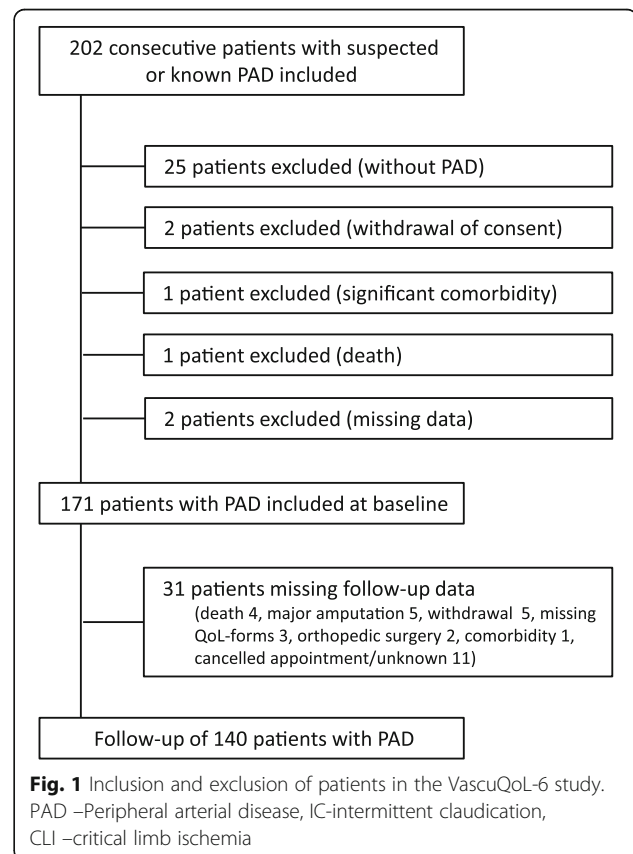 202 consecutive patients with suspected
or known PAD included
25 patients excluded (without PAD)
2 patients excluded (withdrawal of consent)
1 patient excluded (significant comorbidity)
1 patient excluded (death)
2 patients excluded (missing data)
171 patients with PAD included at baseline
31 patients missing follow-up data
(death 4, major amputation 5, withdrawal 5, missing
QoL-forms 3, orthopedic surgery 2, comorbidity 1,
cancelled appointment/unknown 11)
Follow-up of 140 patients with PAD
Fig. 1 Inclusion and exclusion of patients in the VascuQoL-6 study.
PAD –Peripheral arterial disease, IC-intermittent claudication,
CLI –critical limb ischemia